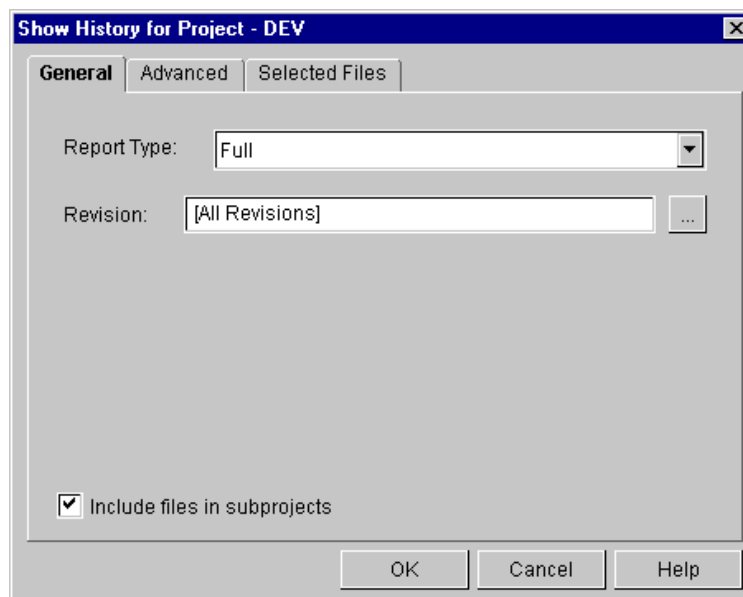 Show History for Project - DEV
General Advanced Selected Files
Report Type: Full
Revision: [All Revisions] ...
Include files in subprojects
OK Cancel Help